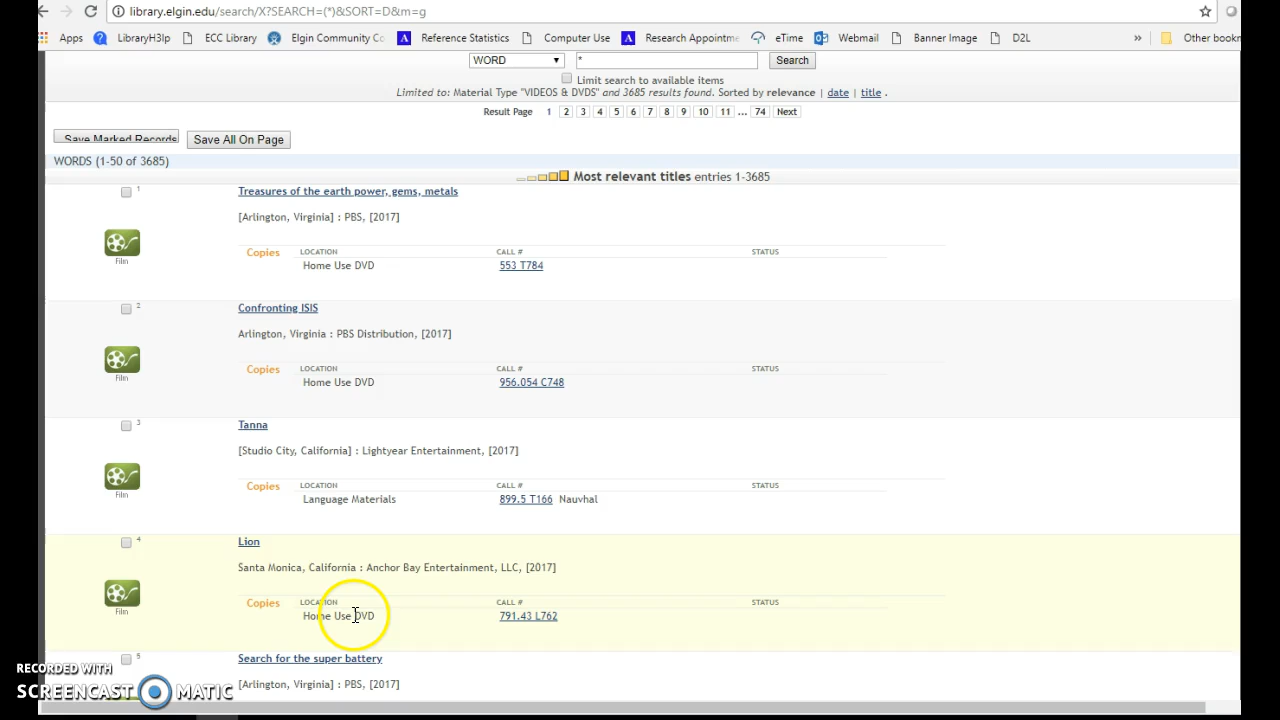 library.elgin.edu/search/X?SEARCH=(*)&SORT=D&m=g
Apps LibraryH3lp ECC Library Elgin Community Co Reference Statistics Computer Use Research Appointme eTime Webmail Banner Image D2L » Other bookm
WORD * Search
Limit search to available items
Limited to: Material Type "VIDEOS & DVDS" and 3685 results found. Sorted by relevance | date | title .
Result Page 1 2 3 4 5 6 7 8 9 10 11 ... 74 Next
Save Marked Records Save All On Page
WORDS (1-50 of 3685)
Most relevant titles entries 1-3685
1 Treasures of the earth power, gems, metals
[Arlington, Virginia] : PBS, [2017]
Copies LOCATION CALL # STATUS
Film
Home Use DVD 553 T784
2 Confronting ISIS
Arlington, Virginia : PBS Distribution, [2017]
Copies LOCATION CALL # STATUS
Film
Home Use DVD 956.054 C748
3 Tanna
[Studio City, California] : Lightyear Entertainment, [2017]
Copies LOCATION CALL # STATUS
Film
Language Materials 899.5 T166 Nauvhal
4 Lion
Santa Monica, California : Anchor Bay Entertainment, LLC, [2017]
Copies LOCATION CALL # STATUS
Film
Home Use DVD 791.43 L762
5 Search for the super battery
[Arlington, Virginia] : PBS, [2017]
RECORDED WITH
SCREENCAST MATIC